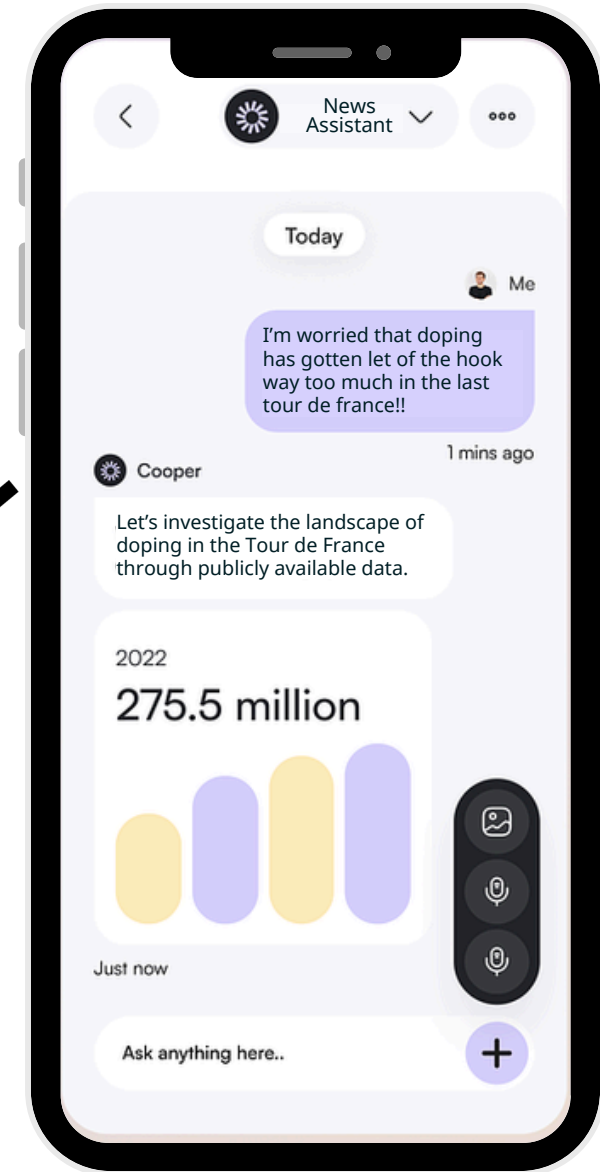 News
Assistant
Today
Me
I’m worried that doping
has gotten let of the hook
way too much in the last
tour de france!!
1 mins ago
Cooper
Let’s investigate the landscape of
doping in the Tour de France
through publicly available data.
2022
275.5 million
Just now
Ask anything here..